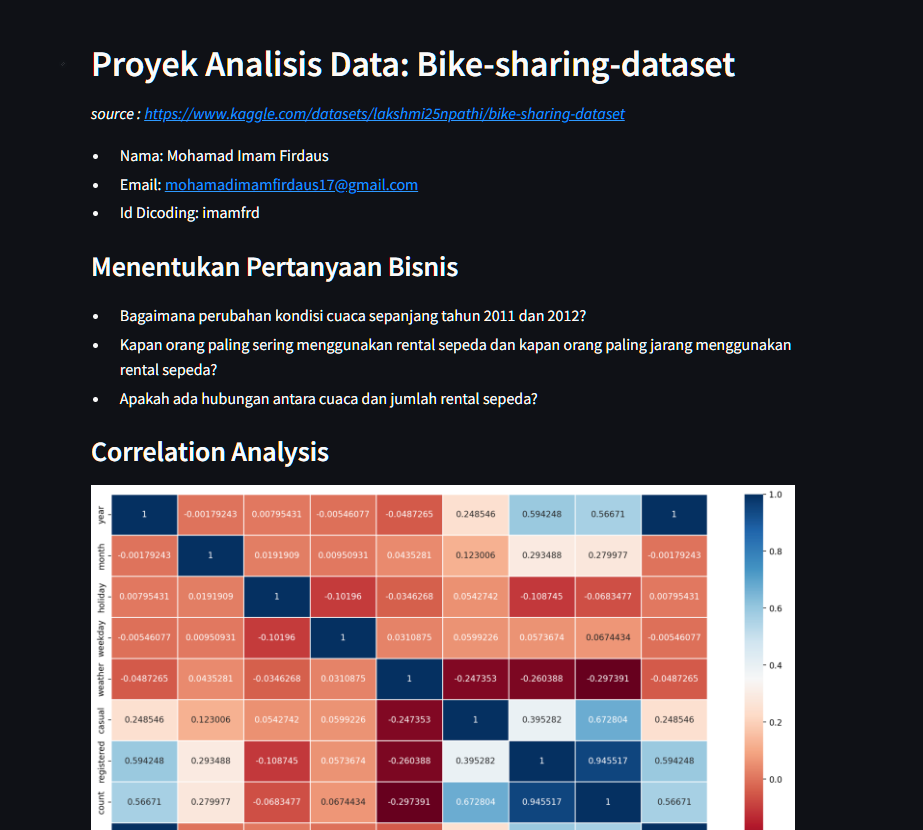 Proyek Analisis Data: Bike-sharing-dataset
source : https://www.kaggle.com/datasets/lakshmi25npathi/bike-sharing-dataset
• Nama: Mohamad Imam Firdaus
• Email: mohamadimamfirdaus17@gmail.com
• Id Dicoding: imamfrd
Menentukan Pertanyaan Bisnis
• Bagaimana perubahan kondisi cuaca sepanjang tahun 2011 dan 2012?
• Kapan orang paling sering menggunakan rental sepeda dan kapan orang paling jarang menggunakan
rental sepeda?
• Apakah ada hubungan antara cuaca dan jumlah rental sepeda?
Correlation Analysis
year 1 -0.00179243 0.00795431 -0.00546077 -0.0487265 0.248546 0.594248 0.56671 1
month -0.00179243 1 0.0191909 0.00950931 0.0435281 0.123006 0.293488 0.279977 -0.00179243
holiday 0.00795431 0.0191909 1 -0.10196 -0.0346268 0.0542742 -0.108745 -0.0683477 0.00795431
weekday -0.00546077 0.00950931 -0.10196 1 0.0310875 0.0599226 0.0573674 0.0674434 -0.00546077
weather -0.0487265 0.0435281 -0.0346268 0.0310875 1 -0.247353 -0.260388 -0.297391 -0.0487265
casual 0.248546 0.123006 0.0542742 0.0599226 -0.247353 1 0.395282 0.672804 0.248546
registered 0.594248 0.293488 -0.108745 0.0573674 -0.260388 0.395282 1 0.945517 0.594248
count 0.56671 0.279977 -0.0683477 0.0674434 -0.297391 0.672804 0.945517 1 0.56671
1.0
0.8
0.6
0.4
0.2
0.0